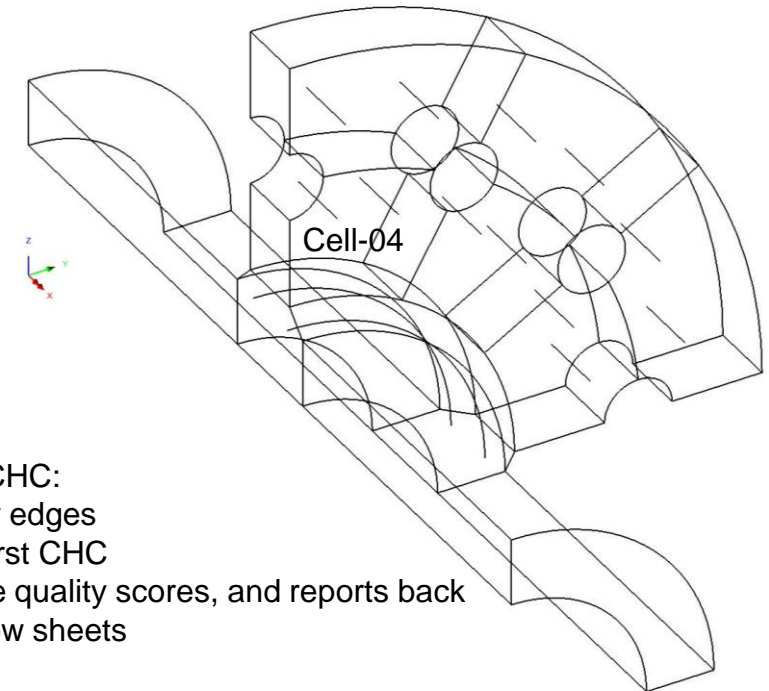 Cell-04
z
Y
X
CHC:
edges
rst CHC
quality scores, and reports back
sheets